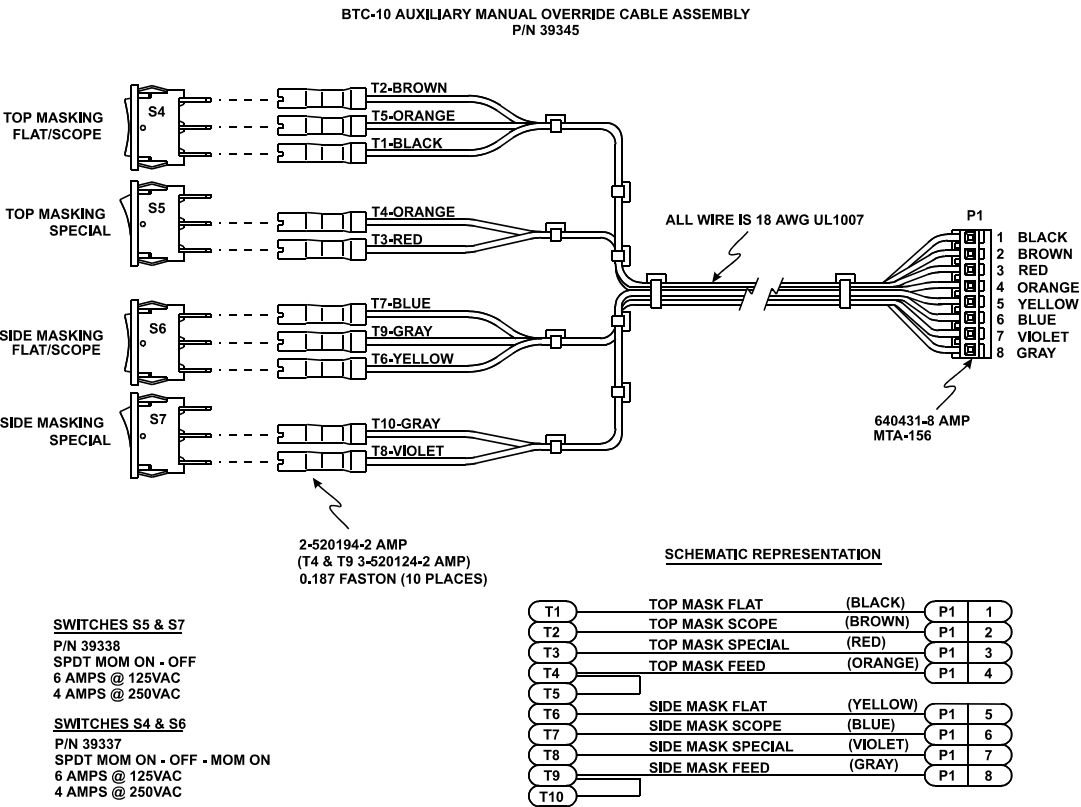 BTC-10 AUXILIARY MANUAL OVERRIDE CABLE ASSEMBLY
P/N 39345
TOP MASKING
FLAT/SCOPE
S4
T2-BROWN
T5-ORANGE
T1-BLACK
TOP MASKING
SPECIAL
S5
T4-ORANGE
T3-RED
SIDE MASKING
FLAT/SCOPE
S6
T7-BLUE
T9-GRAY
T6-YELLOW
SIDE MASKING
SPECIAL
S7
T10-GRAY
T8-VIOLET
ALL WIRE IS 18 AWG UL1007
P1
1 BLACK
2 BROWN
3 RED
4 ORANGE
5 YELLOW
6 BLUE
7 VIOLET
8 GRAY
640431-8 AMP
MTA-156
2-520194-2 AMP
(T4 & T9 3-520124-2 AMP)
0.187 FASTON (10 PLACES)
SWITCHES S5 & S7
P/N 39338
SPDT MOM ON - OFF
6 AMPS @ 125VAC
4 AMPS @ 250VAC
SWITCHES S4 & S6
P/N 39337
SPDT MOM ON - OFF - MOM ON
6 AMPS @ 125VAC
4 AMPS @ 250VAC
SCHEMATIC REPRESENTATION
T1 TOP MASK FLAT (BLACK) P1 1
T2 TOP MASK SCOPE (BROWN) P1 2
T3 TOP MASK SPECIAL (RED) P1 3
T4 TOP MASK FEED (ORANGE) P1 4
T5
T6 SIDE MASK FLAT (YELLOW) P1 5
T7 SIDE MASK SCOPE (BLUE) P1 6
T8 SIDE MASK SPECIAL (VIOLET) P1 7
T9 SIDE MASK FEED (GRAY) P1 8
T10